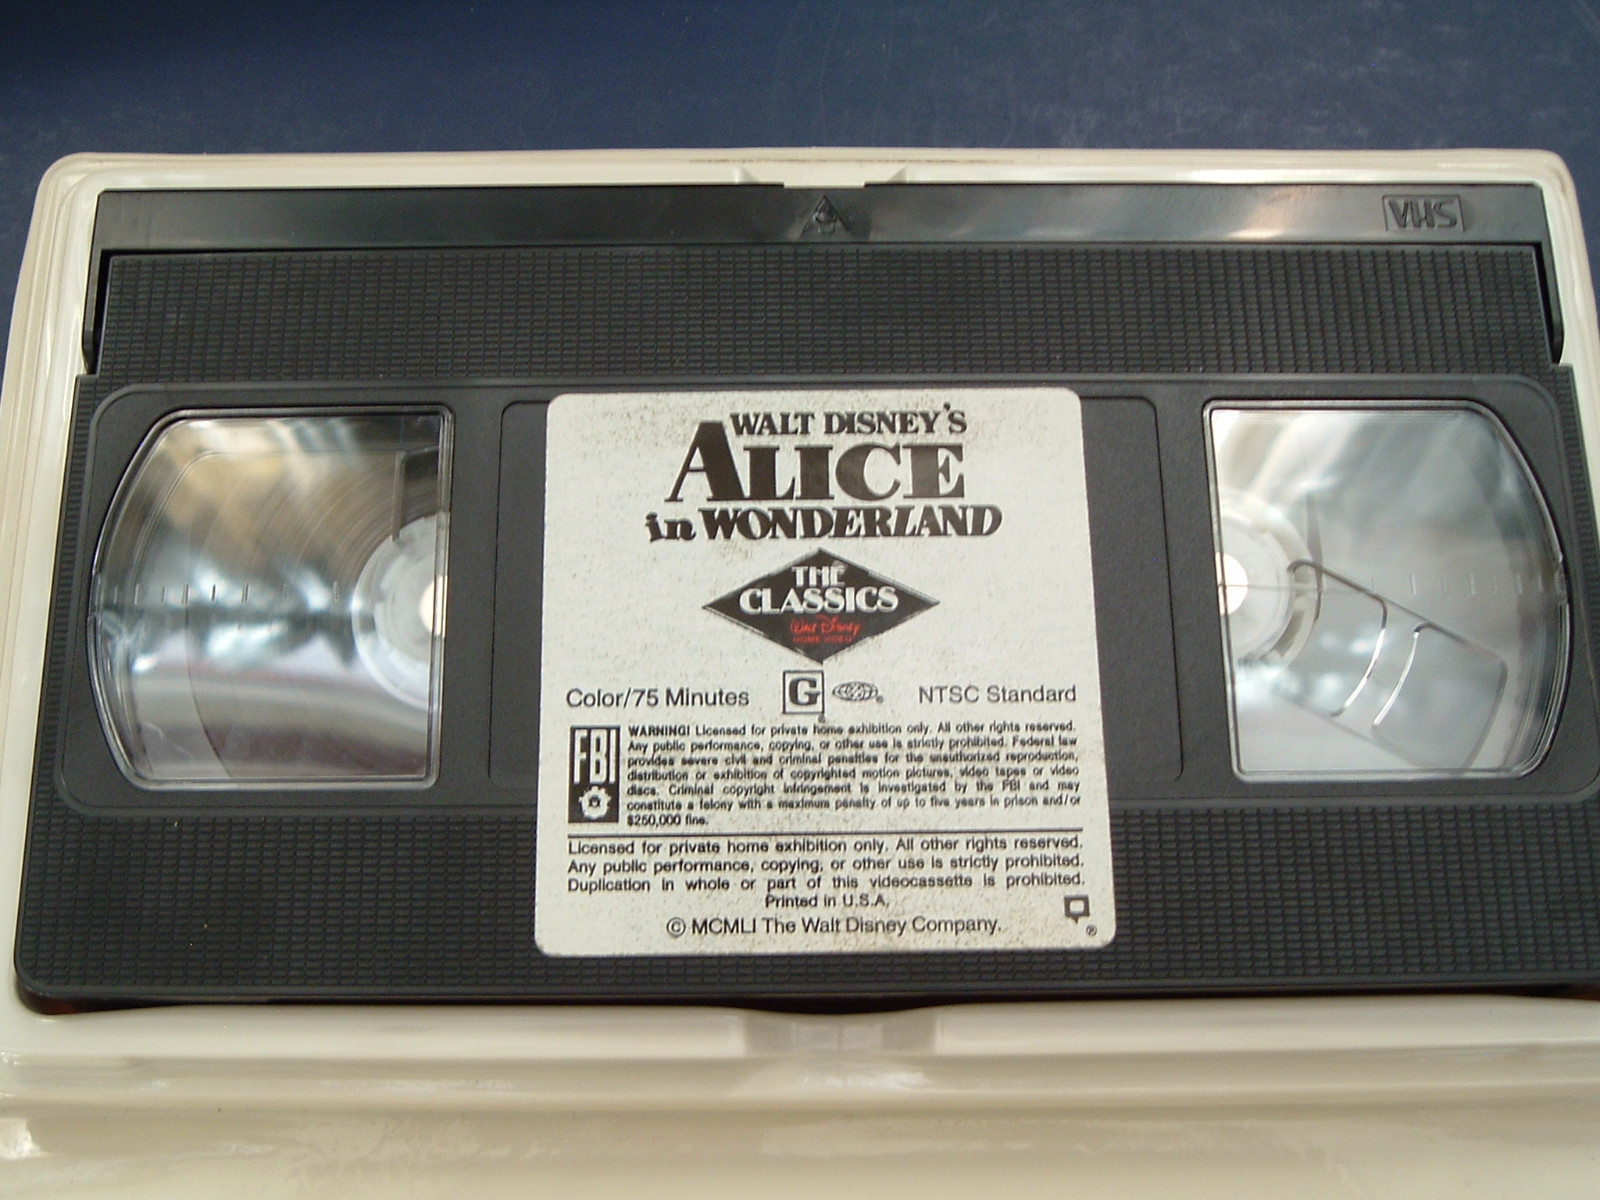 VHS
WALT DISNEY'S
ALICE
in WONDERLAND
THE
CLASSICS
Walt Disney
HOME VIDEO
Color/75 Minutes G NTSC Standard
FBI
WARNING! Licensed for private home exhibition only. All other rights reserved.
Any public performance, copying, or other use is strictly prohibited. Federal law
provides severe civil and criminal penalties for the unauthorized reproduction,
distribution or exhibition of copyrighted motion pictures, video tapes or video
discs. Criminal copyright infringement is investigated by the FBI and may
constitute a felony with a maximum penalty of up to five years in prison and/or
$250,000 fine.
Licensed for private home exhibition only. All other rights reserved.
Any public performance, copying, or other use is strictly prohibited.
Duplication in whole or part of this videocassette is prohibited.
Printed in U.S.A.
© MCMLI The Walt Disney Company.
®